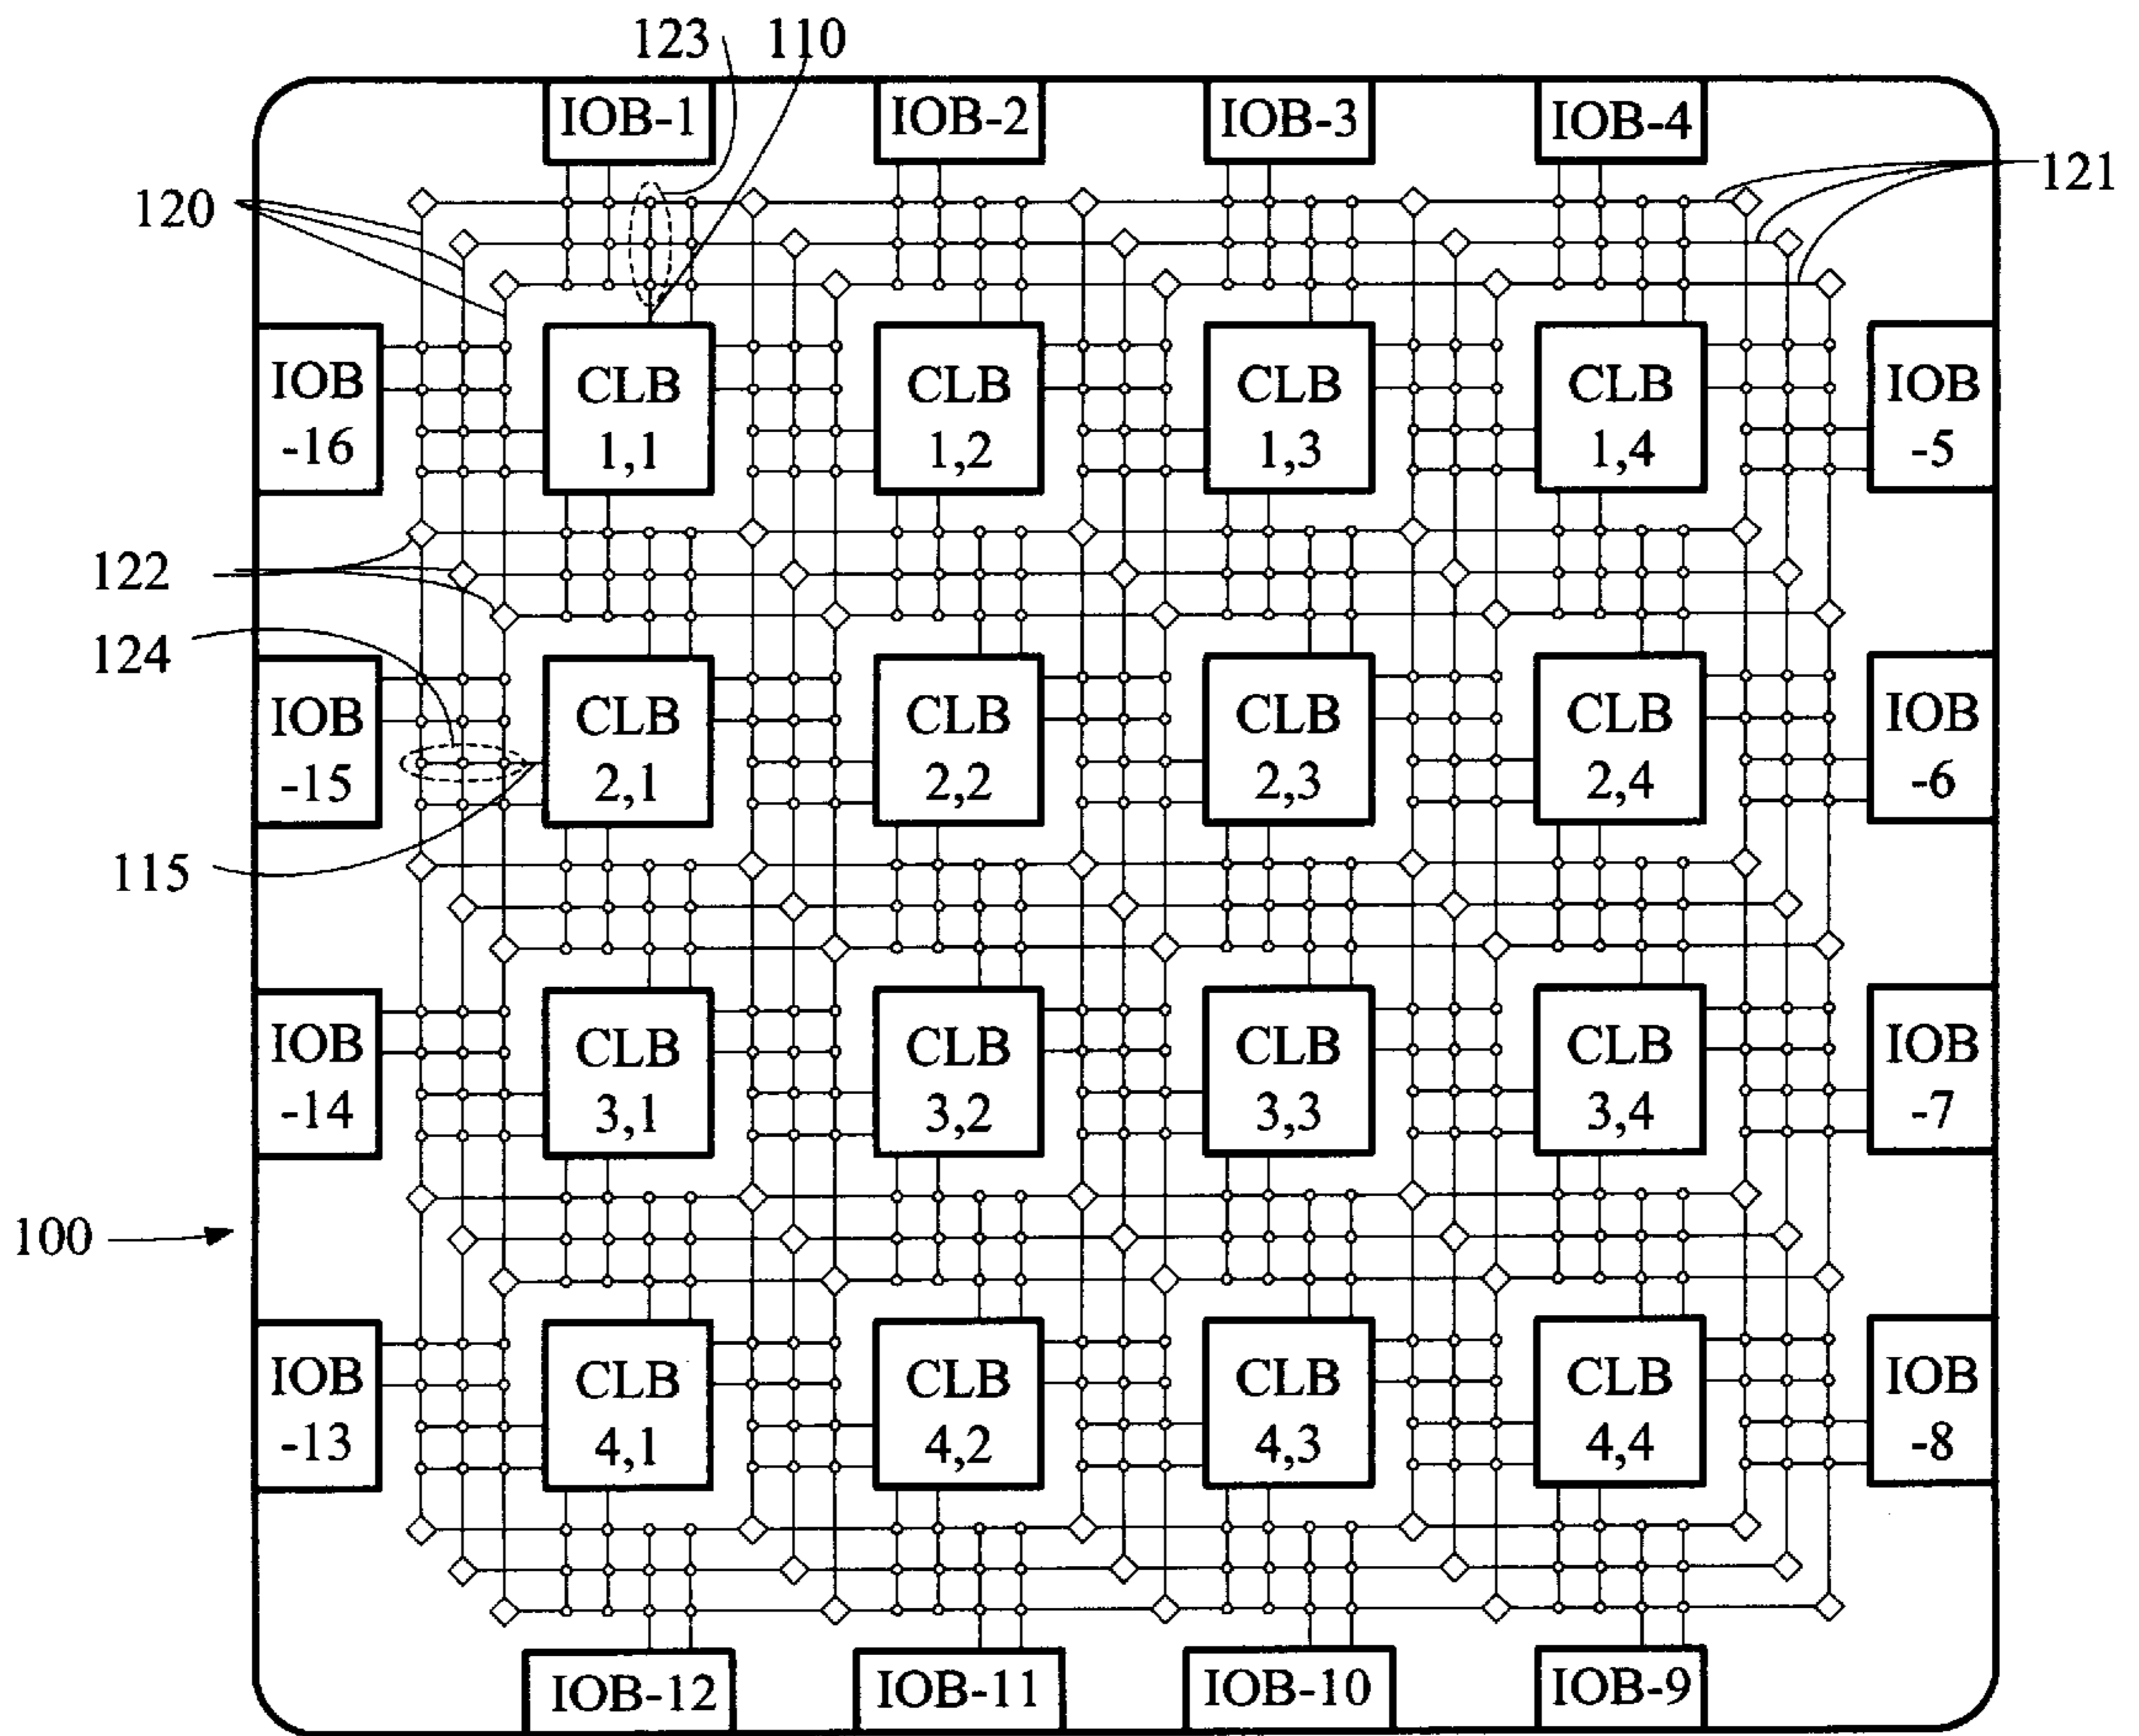 123 110
IOB-1 IOB-2 IOB-3 IOB-4
121
120
IOB
-16
CLB
1,1
CLB
1,2
CLB
1,3
CLB
1,4
IOB
-5
122
124
IOB
-15
CLB
2,1
CLB
2,2
CLB
2,3
CLB
2,4
IOB
-6
115
IOB
-14
CLB
3,1
CLB
3,2
CLB
3,3
CLB
3,4
IOB
-7
100
IOB
-13
CLB
4,1
CLB
4,2
CLB
4,3
CLB
4,4
IOB
-8
IOB-12 IOB-11 IOB-10 IOB-9